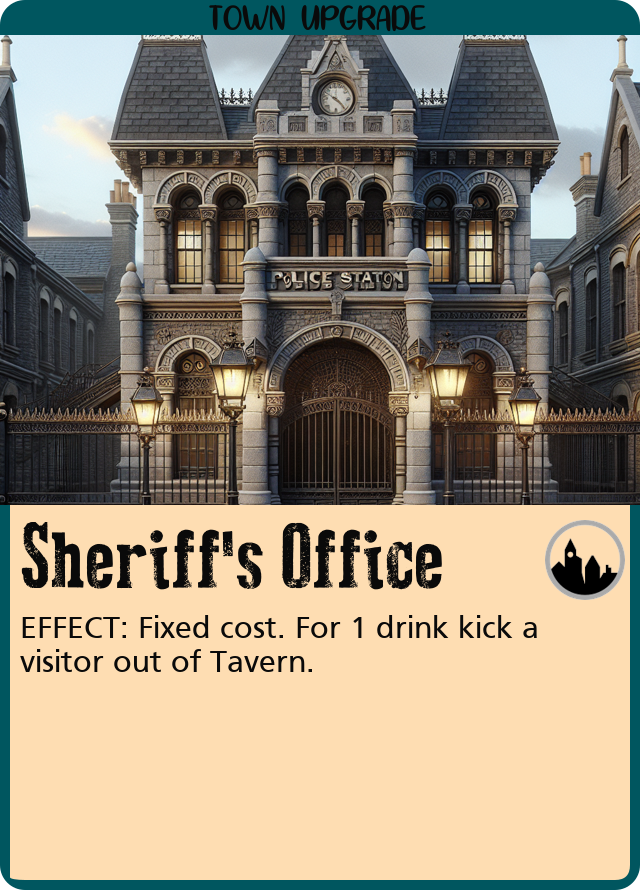 TOWN UPGRADE
POLICE STATON
Sheriff's Office
EFFECT: Fixed cost. For 1 drink kick a
visitor out of Tavern.